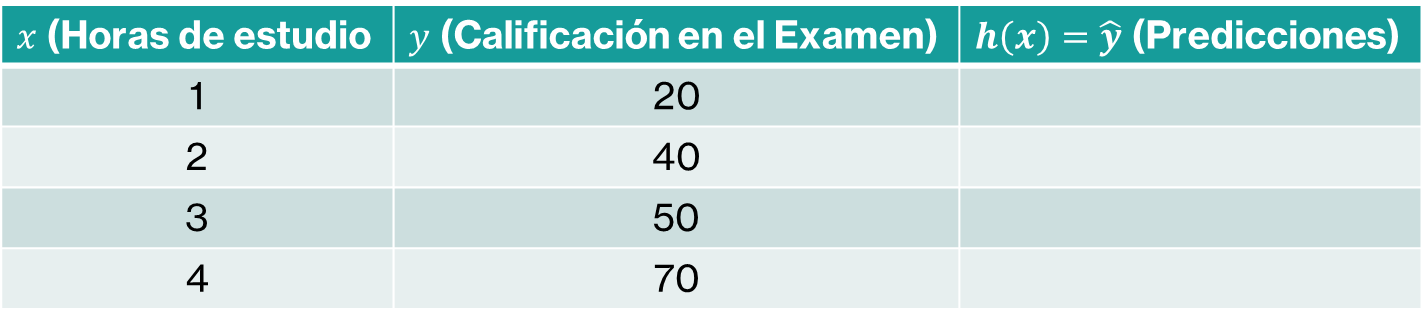 x (Horas de estudio y (Calificación en el Examen) h(x) = ŷ (Predicciones)
1 20
2 40
3 50
4 70